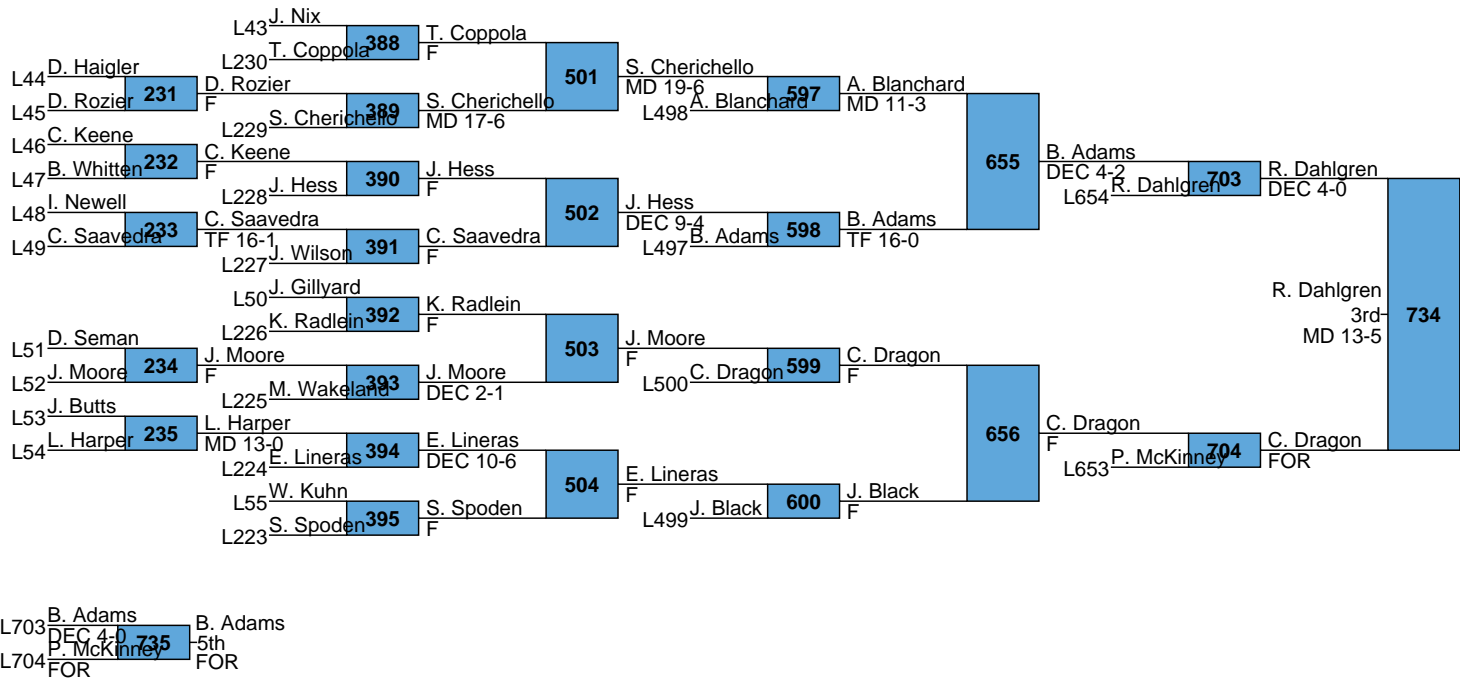 J. Nix
L43
388
T. Coppola
F
T. Coppola
L230
D. Haigler
L44
231
D. Rozier
F
D. Rozier
L45
389
S. Cherichello
MD 17-6
S. Cherichello
L229
501
S. Cherichello
MD 19-6
A. Blanchard
L498
597
A. Blanchard
MD 11-3
C. Keene
L46
232
C. Keene
F
B. Whitten
L47
390
J. Hess
F
J. Hess
L228
I. Newell
L48
233
C. Saavedra
TF 16-1
C. Saavedra
L49
391
C. Saavedra
F
J. Wilson
L227
502
J. Hess
DEC 9-4
B. Adams
L497
598
B. Adams
TF 16-0
655
B. Adams
DEC 4-2
R. Dahlgren
L654
703
R. Dahlgren
DEC 4-0
J. Gillyard
L50
392
K. Radlein
F
K. Radlein
L226
D. Seman
L51
234
J. Moore
F
J. Moore
L52
393
J. Moore
DEC 2-1
M. Wakeland
L225
503
J. Moore
F
C. Dragon
L500
599
C. Dragon
F
J. Butts
L53
235
L. Harper
MD 13-0
L. Harper
L54
394
E. Lineras
DEC 10-6
E. Lineras
L224
W. Kuhn
L55
395
S. Spoden
F
S. Spoden
L223
504
E. Lineras
F
J. Black
L499
600
J. Black
F
656
C. Dragon
F
P. McKinney
L653
704
C. Dragon
FOR
R. Dahlgren
3rd
MD 13-5
734
B. Adams
L703
DEC 4-0
735
P. McKinney
L704
FOR
B. Adams
5th
FOR